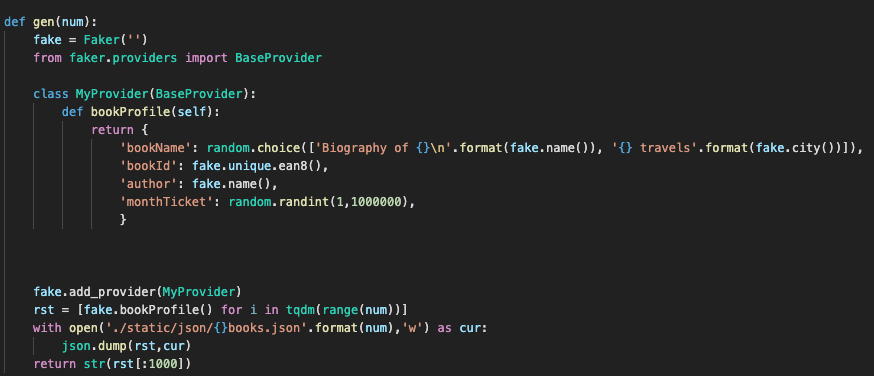 def gen(num):
    fake = Faker('')
    from faker.providers import BaseProvider

    class MyProvider(BaseProvider):
        def bookProfile(self):
            return {
                'bookName': random.choice(['Biography of {}\n'.format(fake.name()), '{} travels'.format(fake.city())]),
                'bookId': fake.unique.ean8(),
                'author': fake.name(),
                'monthTicket': random.randint(1,1000000),
                }

    fake.add_provider(MyProvider)
    rst = [fake.bookProfile() for i in tqdm(range(num))]
    with open('./static/json/{}books.json'.format(num),'w') as cur:
        json.dump(rst,cur)
    return str(rst[:1000])